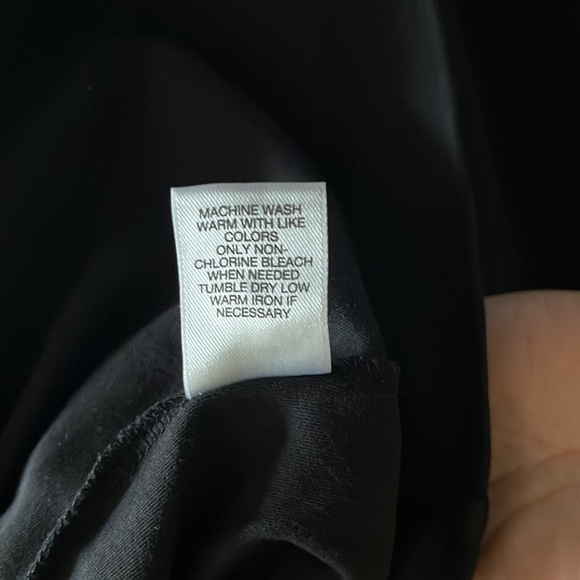 MACHINE WASH
WARM WITH LIKE
COLORS
ONLY NON-
CHLORINE BLEACH
WHEN NEEDED
TUMBLE DRY LOW
WARM IRON IF
NECESSARY